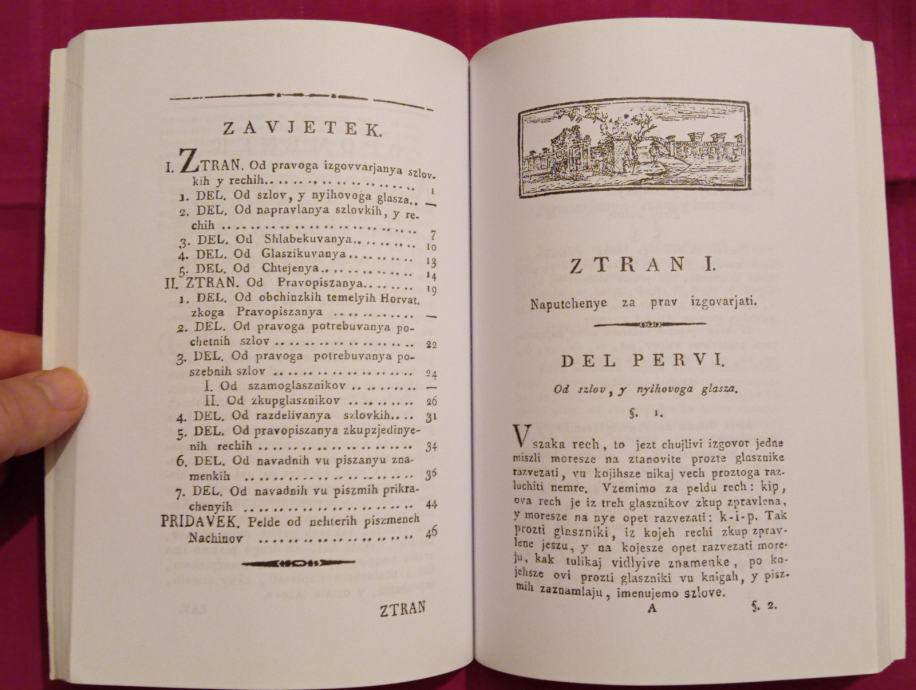 ZAVJETEK.
I. ZTRAN. Od pravoga izgovvarjanya szlov-
kih y rechih.. 1
1. DEL. Od szlov, y nyihovoga glasza.. —
2. DEL. Od napravlanya szlovkih, y re-
chih 7
3. DEL. Od Shlabekuvanya. 10
4. DEL. Od Glaszikuvanya 13
5. DEL. Od Chtejenya. 14
II. ZTRAN. Od Pravopiszanya. 19
1. DEL. Od obchinzkih temelyih Horvat.
zkoga Pravopiszanya —
2. DEL. Od pravoga potrebuvanya po-
chetnih szlov 22
3. DEL. Od pravoga potrebuvanya po-
szebnih szlov 24
I. Od szamoglasznikov —
II. Od zkupglasznikov 26
4. DEL. Od razdelivanya szlovkih. 31
5. DEL. Od pravopiszanya zkupzjedinye-
nih rechih 34
6. DEL. Od navadnih vu piszanyu zna-
menkih 36
7. DEL. Od navadnih vu piszmih prikra-
chenyih 44
PRIDAVEK. Pelde od nehterih piszmeneh
Nachinov 46
ZTRAN
ZTRAN I.
Naputchenye za prav izgovarjati.
DEL PERVI.
Od szlov, y nyihovoga glasza.
§. 1.
Vszaka rech, to jezt chujlivi izgovor jedne
miszli moresze na ztanovite prozte glasznike
razvezati, vu kojihsze nikaj vech proztoga raz-
luchiti nemre. Vzemimo za peldu rech: kip,
ova rech je iz treh glasznikov zkup zpravlena,
y moresze na nye opet razvezati: k-i-p. Tak
prozti glaszniki, iz kojeh rechi zkup zprav-
lene jeszu, y na kojesze opet razvezati more-
ju, kak tulikaj vidlyive znamenke, po ko-
jehsze ovi prozti glaszniki vu knigah, y pisz-
mih zaznamlaju, imenujemo szlove.
A §. 2.